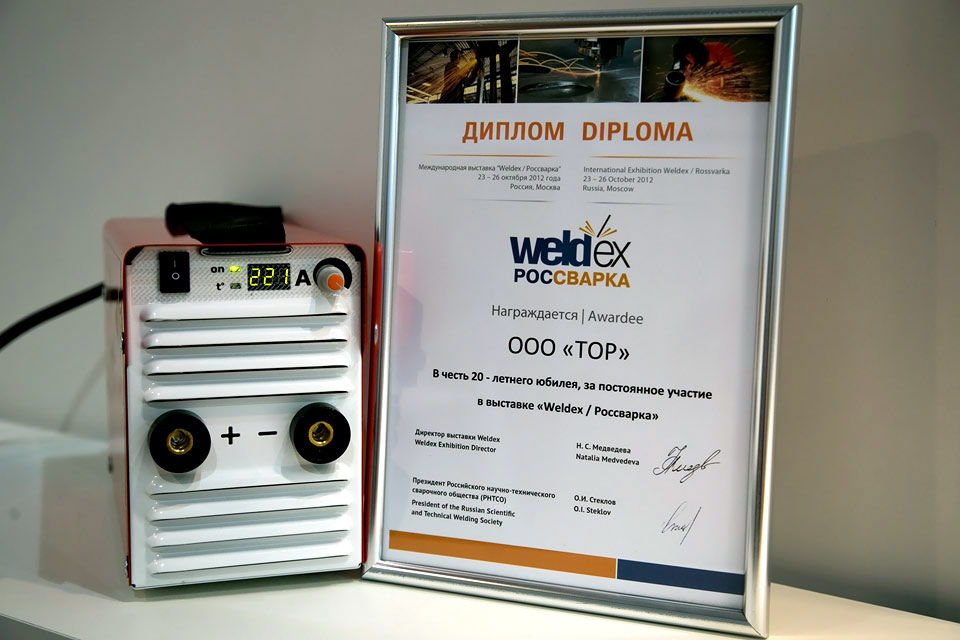 on
221 A
t°
+ −
ДИПЛОМ DIPLOMA
Международная выставка "Weldex / Россварка"
23 – 26 октября 2012 года
Россия, Москва
International Exhibition Weldex / Rossvarka
23 – 26 October 2012
Russia, Moscow
weldex
РОССВАРКА
Награждается | Awardee
ООО «ТОР»
В честь 20 - летнего юбилея, за постоянное участие
в выставке «Weldex / Россварка»
Директор выставки Weldex
Weldex Exhibition Director
Н. С. Медведева
Natalia Medvedeva
Президент Российского научно-технического
сварочного общества (РНТСО)
President of the Russian Scientific
and Technical Welding Society
О.И. Стеклов
O.I. Steklov